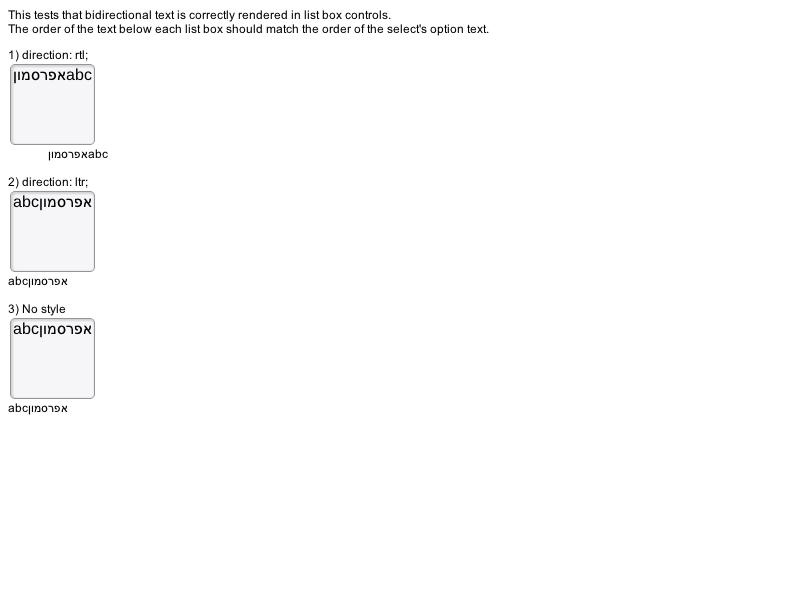 This tests that bidirectional text is correctly rendered in list box controls.
The order of the text below each list box should match the order of the select's option text.
1) direction: rtl;
abcאפרסמון
abcאפרסמון
2) direction: ltr;
abcאפרסמון
abcאפרסמון
3) No style
abcאפרסמון
abcאפרסמון